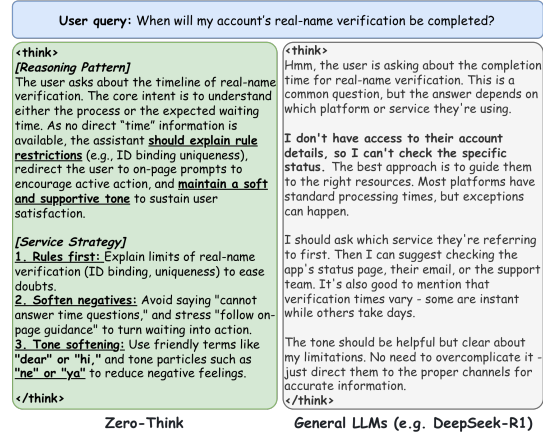 User query: When will my account's real-name verification be completed?
<think>
[Reasoning Pattern]
The user asks about the timeline of real-name
verification. The core intent is to understand
either the process or the expected waiting
time. As no direct "time" information is
available, the assistant should explain rule
restrictions (e.g., ID binding uniqueness),
redirect the user to on-page prompts to
encourage active action, and maintain a soft
and supportive tone to sustain user
satisfaction.
[Service Strategy]
1. Rules first: Explain limits of real-name
verification (ID binding, uniqueness) to ease
doubts.
2. Soften negatives: Avoid saying "cannot
answer time questions," and stress "follow on-
page guidance" to turn waiting into action.
3. Tone softening: Use friendly terms like
"dear" or "hi," and tone particles such as
"ne" or "ya" to reduce negative feelings.
</think>
Zero-Think
<think>
Hmm, the user is asking about the completion
time for real-name verification. This is a
common question, but the answer depends on
which platform or service they're using.
I don't have access to their account
details, so I can't check the specific
status. The best approach is to guide them
to the right resources. Most platforms have
standard processing times, but exceptions
can happen.
I should ask which service they're referring
to first. Then I can suggest checking the
app's status page, their email, or the support
team. It's also good to mention that
verification times vary - some are instant
while others take days.
The tone should be helpful but clear about
my limitations. No need to overcomplicate it -
just direct them to the proper channels for
accurate information.
</think>
General LLMs (e.g. DeepSeek-R1)